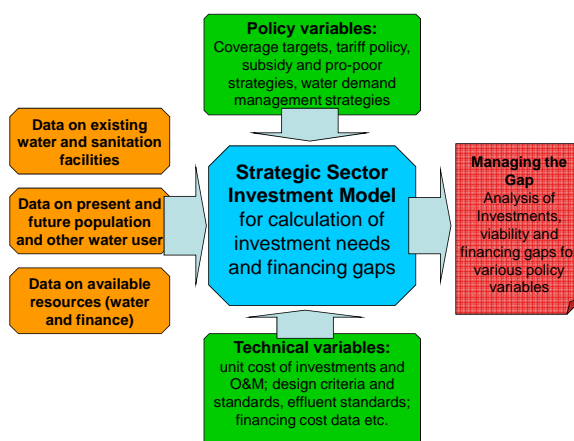 Policy variables:
Coverage targets, tariff policy,
subsidy and pro-poor
strategies, water demand
management strategies
Data on existing
water and sanitation
facilities
Data on present and
future population
and other water user
Data on available
resources (water
and finance)
Strategic Sector
Investment Model
for calculation of
investment needs
and financing gaps
Managing the
Gap
Analysis of
Investments,
viability and
financing gaps fo
various policy
variables
Technical variables:
unit cost of investments and
O&M; design criteria and
standards, effluent standards;
financing cost data etc.